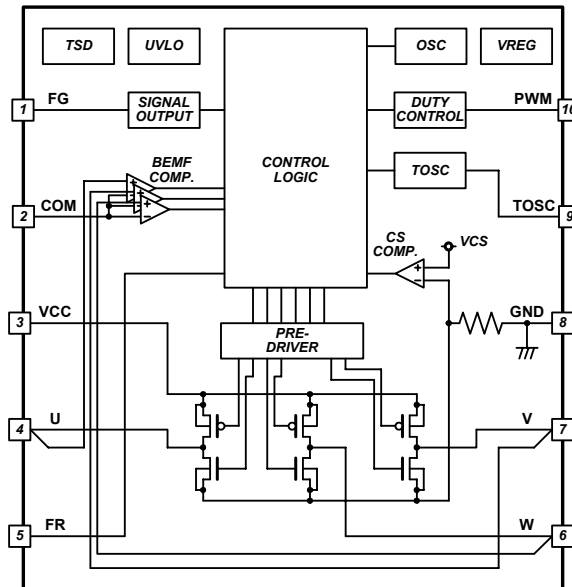 TSD
UVLO
OSC
VREG
1
FG
SIGNAL
OUTPUT
DUTY
CONTROL
PWM
10
BEMF
COMP.
CONTROL
LOGIC
TOSC
2
COM
TOSC
9
CS
COMP.
VCS
3
VCC
GND
8
PRE-
DRIVER
4
U
V
7
5
FR
W
6